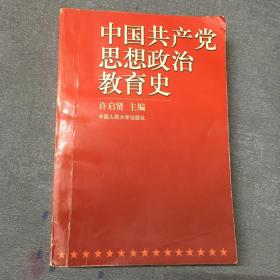 中国共产党
思想政治
教育史
许启贤 主编
中国人民大学出版社